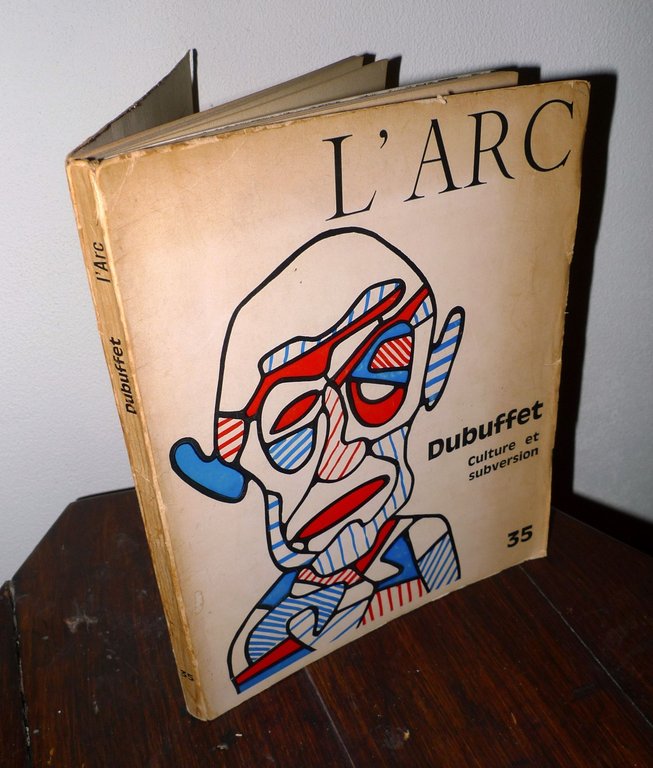 L'ARC
Dubuffet
Culture et
subversion
35
l'Arc
Dubuffet
35